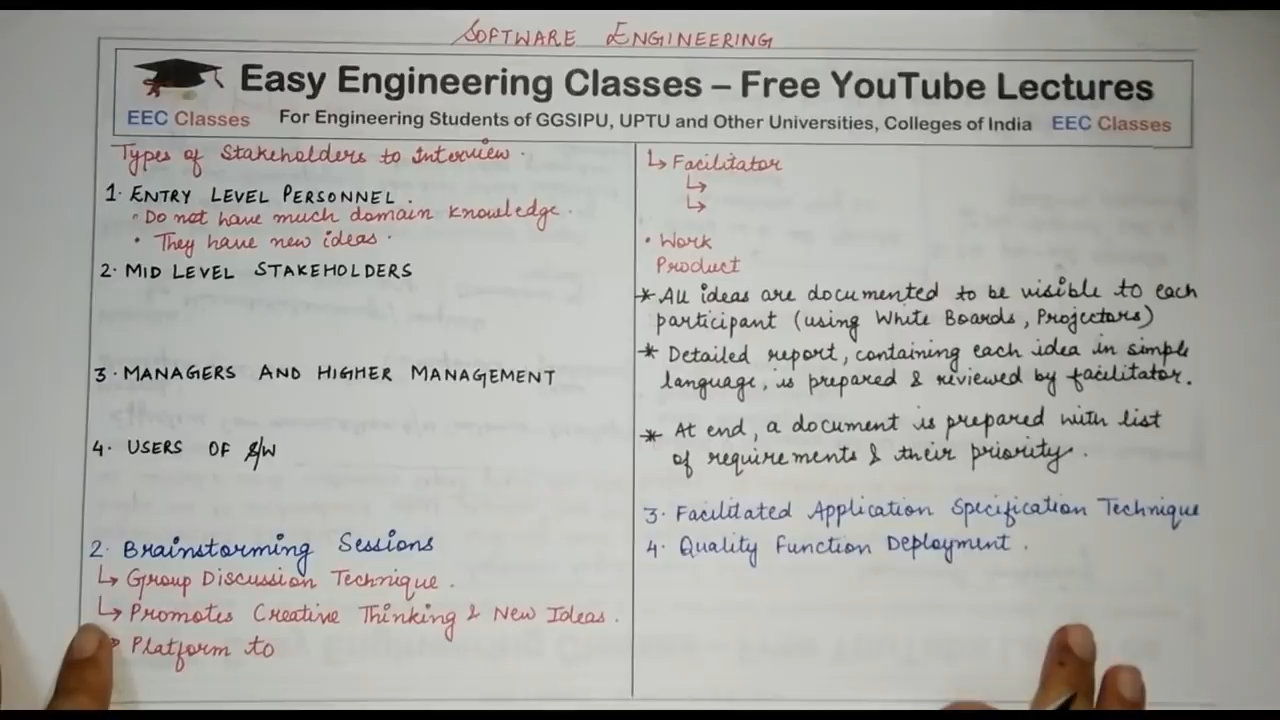 SOFTWARE ENGINEERING
Easy Engineering Classes – Free YouTube Lectures
EEC Classes For Engineering Students of GGSIPU, UPTU and Other Universities, Colleges of India EEC Classes
Types of Stakeholders to Interview.
1. ENTRY LEVEL PERSONNEL.
• Do not have much domain knowledge.
• They have new ideas.
2. MID LEVEL STAKEHOLDERS
3. MANAGERS AND HIGHER MANAGEMENT
4. USERS OF S/W
2. Brainstorming Sessions
↳ Group Discussion Technique.
↳ Promotes Creative Thinking & New Ideas.
Platform to
↳ Facilitator
↳
↳
• Work
Product
* All ideas are documented to be visible to each
participant (using White Boards, Projectors)
* Detailed report, containing each idea in simple
language, is prepared & reviewed by facilitator.
* At end, a document is prepared with list
of requirements & their priority.
3. Facilitated Application Specification Technique
4. Quality Function Deployment.